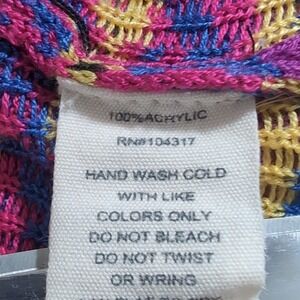 100% ACRYLIC
RN#104317
HAND WASH COLD
WITH LIKE
COLORS ONLY
DO NOT BLEACH
DO NOT TWIST
OR WRING